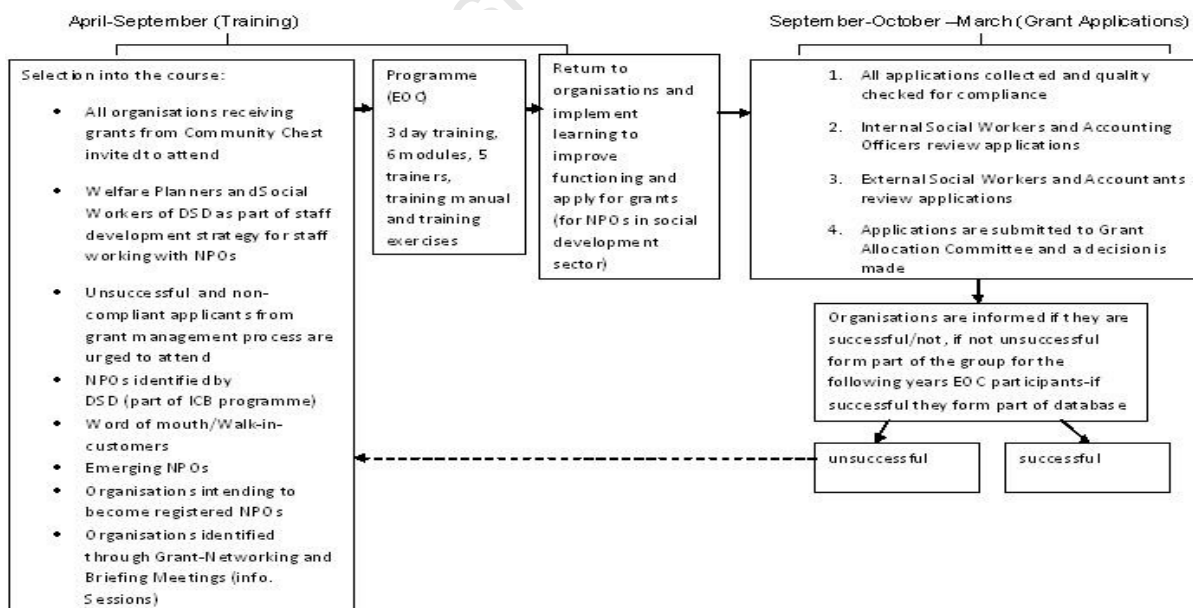 April-September (Training)
September-October –March (Grant Applications)
Selection into the course:
• All organisations receiving
grants from Community Chest
invited to attend
• Welfare Planners and Social
Workers of DSD as part of staff
development strategy for staff
working with NPOs
• Unsuccessful and non-
compliant applicants from
grant management process are
urged to attend
• NPOs identified by
DSD (part of ICB programme)
• Word of mouth/Walk-in-
customers
• Emerging NPOs
• Organisations intending to
become registered NPOs
• Organisations identified
through Grant-Networking and
Briefing Meetings (info.
Sessions)
Programme
(EOC)
3 day training,
6 modules, 5
trainers,
training manual
and training
exercises
Return to
organisations and
implement
learning to
improve
functioning and
apply for grants
(for NPOs in social
development
sector)
1. All applications collected and quality
checked for compliance
2. Internal Social Workers and Accounting
Officers review applications
3. External Social Workers and Accountants
review applications
4. Applications are submitted to Grant
Allocation Committee and a decision is
made
Organisations are informed if they are
successful/not, if not unsuccessful
form part of the group for the
following years EOC participants-if
successful they form part of database
unsuccessful
successful